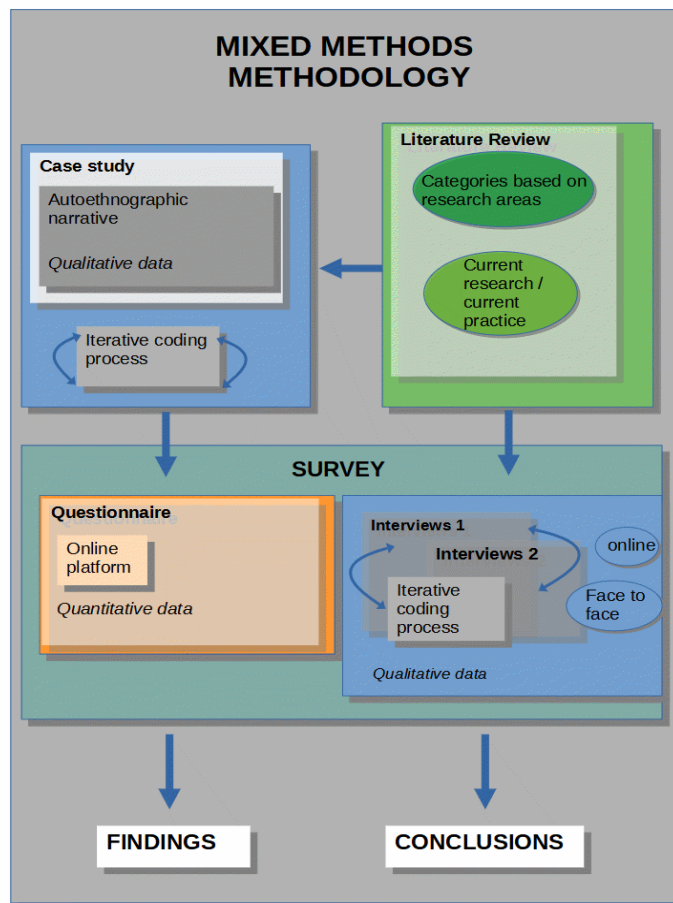 MIXED METHODS
METHODOLOGY
Case study
Autoethnographic
narrative
Qualitative data
Iterative coding
process
Literature Review
Categories based on
research areas
Current
research /
current
practice
SURVEY
Questionnaire
Questionnaire
Online
platform
Quantitative data
Interviews 1
Interviews 2
Iterative
coding
process
online
Face to
face
Qualitative data
FINDINGS
CONCLUSIONS